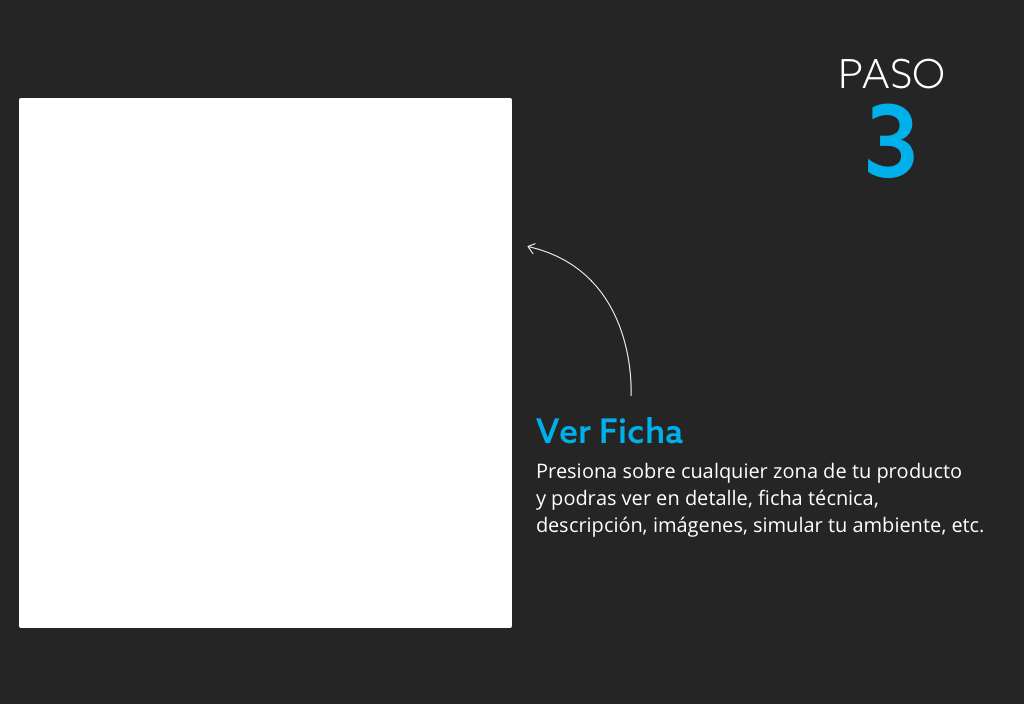 PASO
3
Ver Ficha
Presiona sobre cualquier zona de tu producto
y podras ver en detalle, ficha técnica,
descripción, imágenes, simular tu ambiente, etc.